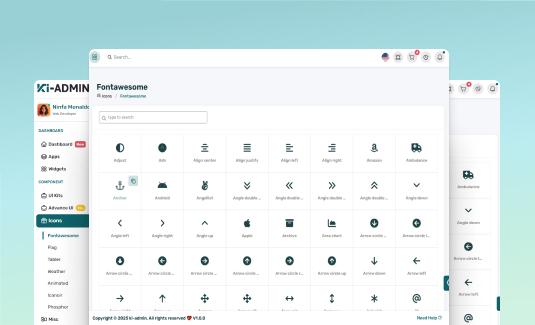 Search...
Fontawesome
Icons / Fontawesome
type to search
Adjust
Adn
Align center
Align justify
Align left
Align right
Amazon
Ambulance
Anchor
Android
Angellist
Angle double ...
Angle double ...
Angle double ...
Angle double ...
Angle down
Angle left
Angle right
Angle up
Apple
Archive
Area chart
Arrow circle ...
Arrow circle l...
Arrow circle ...
Arrow circle ...
Arrow circle ...
Arrow circle ...
Arrow circle r...
Arrow circle up
Arrow down
Arrow left
Copyright © 2025 ki-admin. All rights reserved V1.0.0
Need Help
Ki-ADMIN
Ninfa Monaldo
Web Developer
DASHBOARD
Dashboard New
Apps
Widgets
COMPONENT
UI Kits
Advance UI
Icons
Fontawesome
Flag
Tabler
Weather
Animated
Iconoir
Phosphor
Misc
Ambulance
Angle down
Arrow circle l...
Arrow left